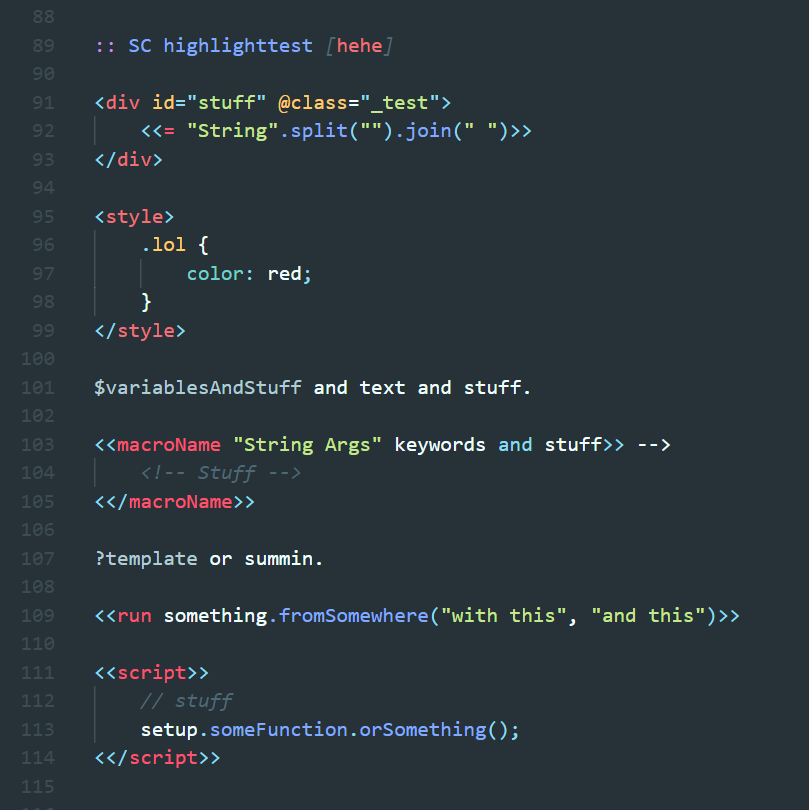 88
89 :: SC highlighttest [hehe]
90
91 <div id="stuff" @class="_test">
92 <<= "String".split("").join(" ")>>
93 </div>
94
95 <style>
96 .lol {
97 color: red;
98 }
99 </style>
100
101 $variablesAndStuff and text and stuff.
102
103 <<macroName "String Args" keywords and stuff>> -->
104 <!-- Stuff -->
105 <</macroName>>
106
107 ?template or summin.
108
109 <<run something.fromSomewhere("with this", "and this")>>
110
111 <<script>>
112 // stuff
113 setup.someFunction.orSomething();
114 <</script>>
115